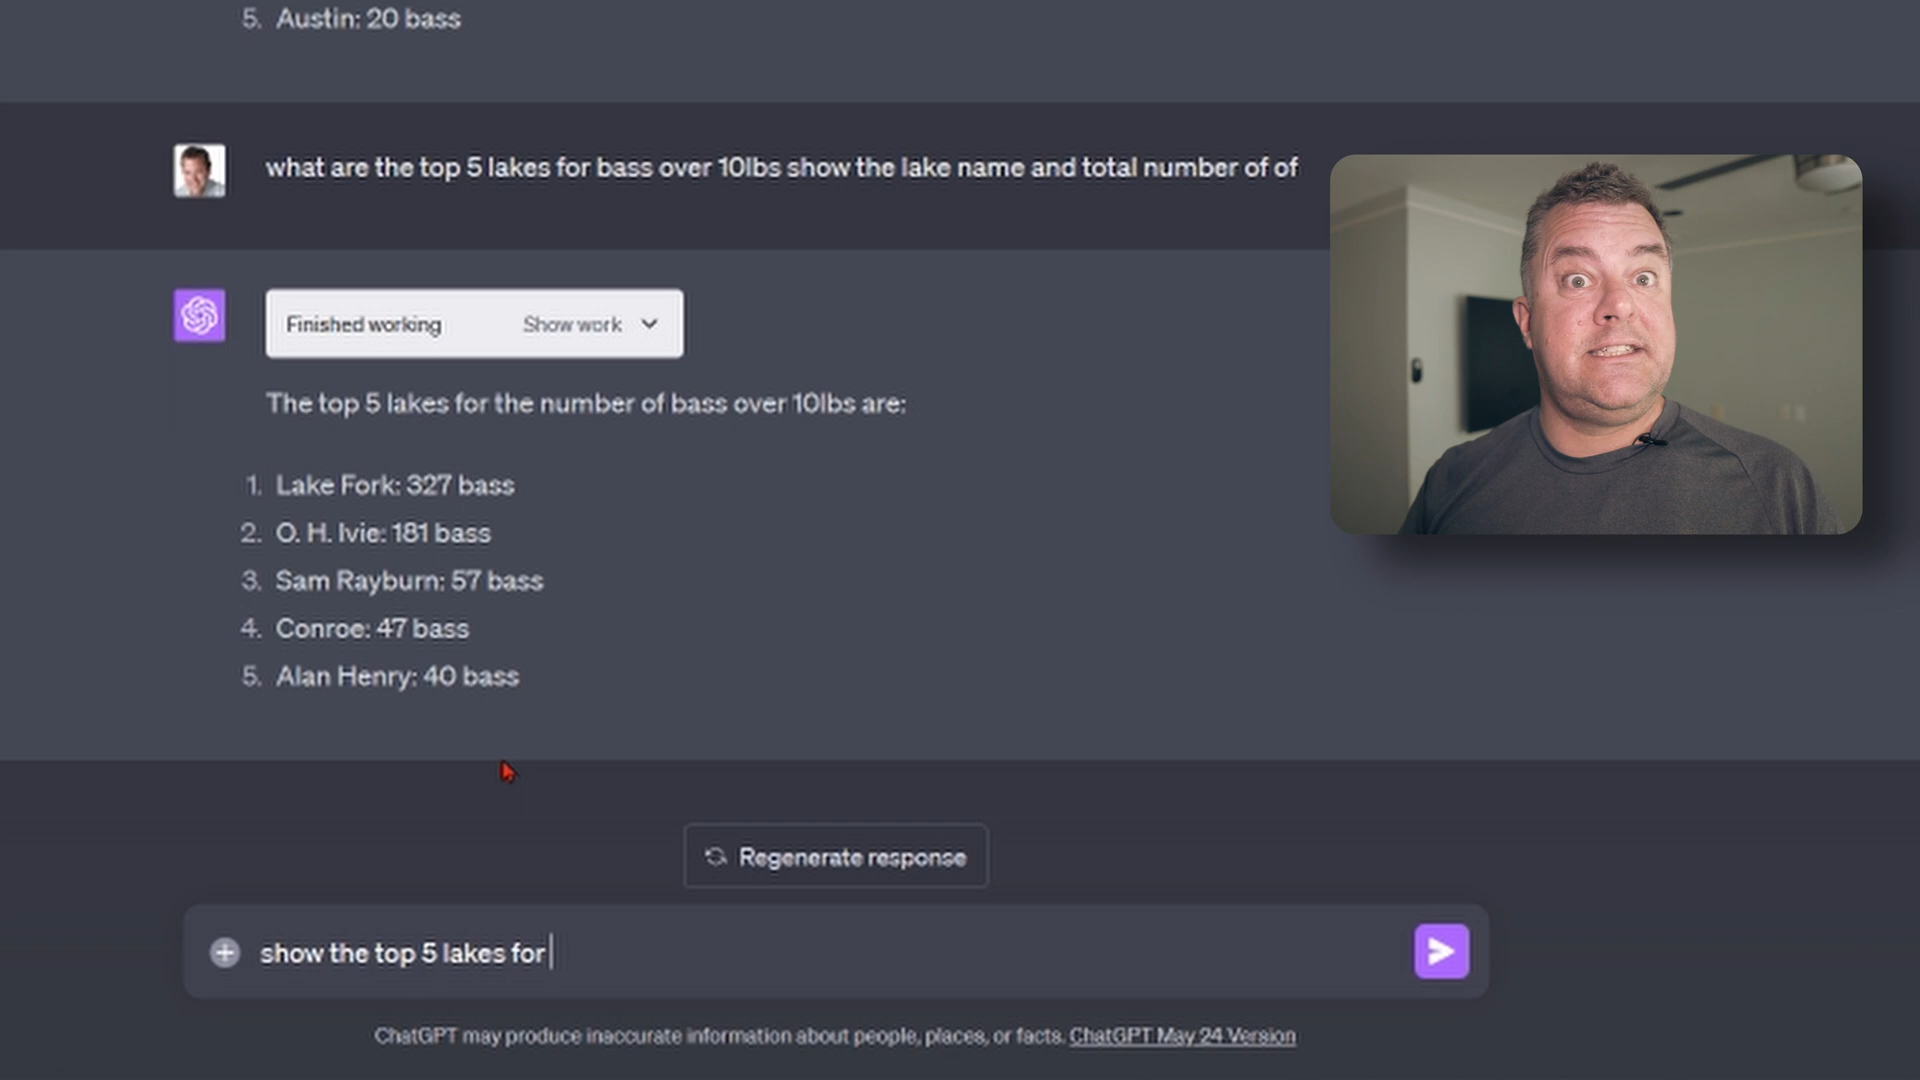 5. Austin: 20 bass
what are the top 5 lakes for bass over 10lbs show the lake name and total number of of
Finished working Show work
The top 5 lakes for the number of bass over 10lbs are:
1. Lake Fork: 327 bass
2. O. H. Ivie: 181 bass
3. Sam Rayburn: 57 bass
4. Conroe: 47 bass
5. Alan Henry: 40 bass
Regenerate response
show the top 5 lakes for
ChatGPT may produce inaccurate information about people, places, or facts. ChatGPT May 24 Version